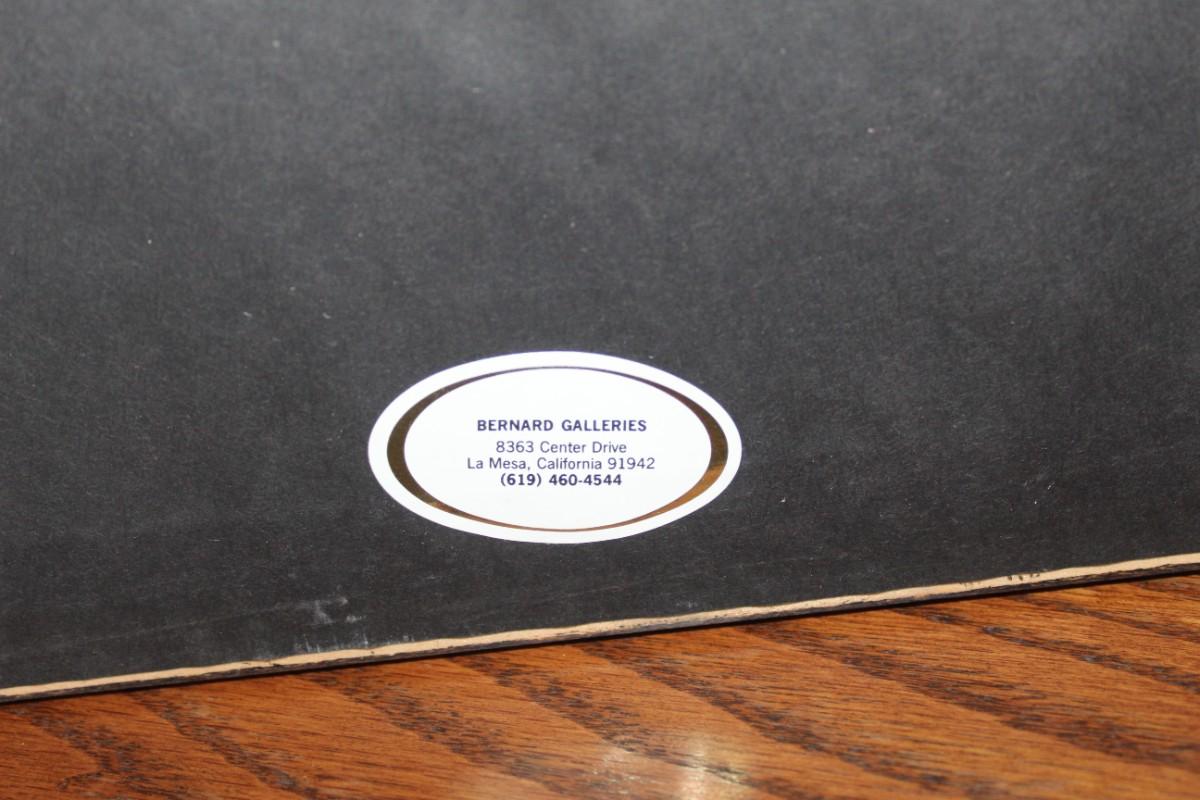 BERNARD GALLERIES
8363 Center Drive
La Mesa, California 91942
(619) 460-4544